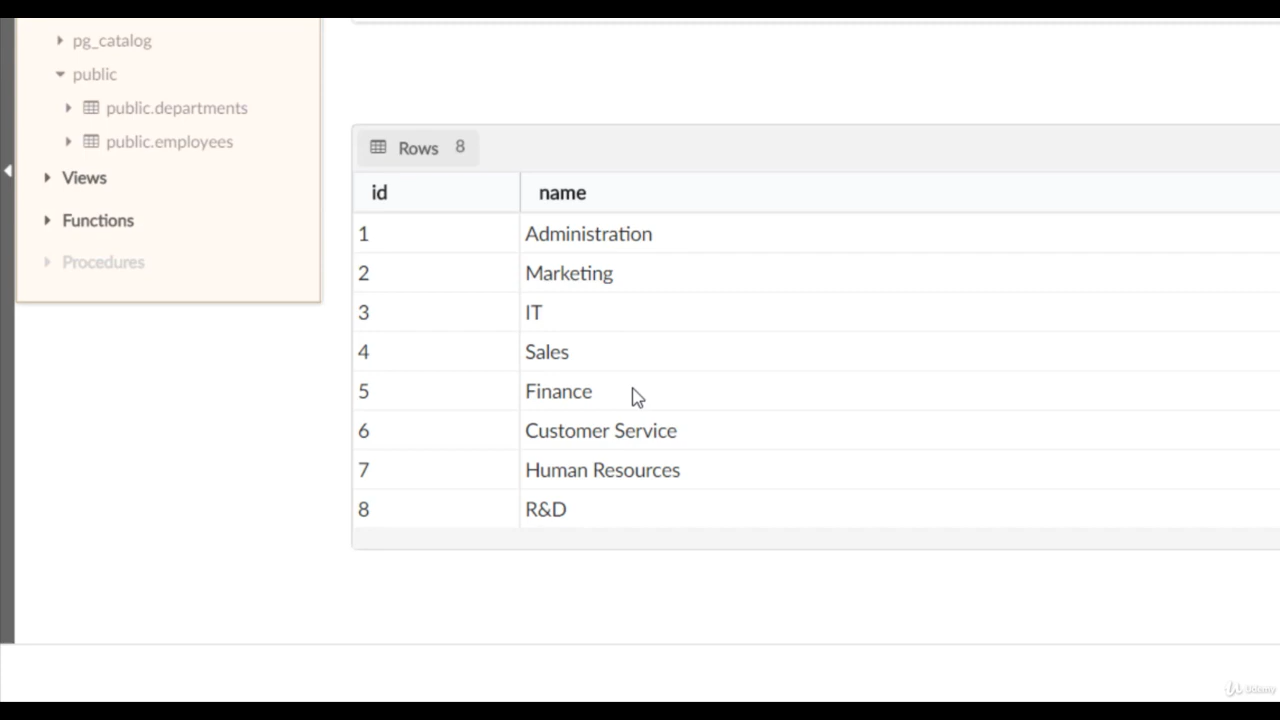 pg_catalog
public
public.departments
public.employees
Views
Functions
Procedures
Rows 8
id name
1 Administration
2 Marketing
3 IT
4 Sales
5 Finance
6 Customer Service
7 Human Resources
8 R&D
Udemy